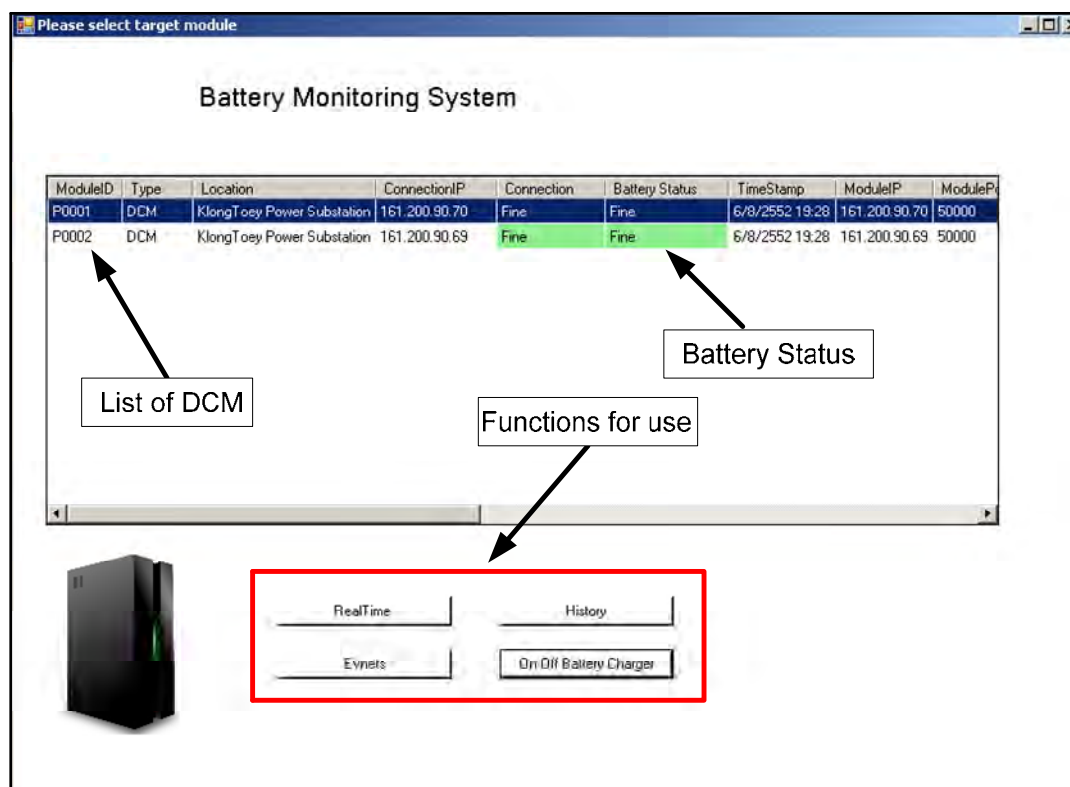 Please select target module
Battery Monitoring System
ModuleID Type Location ConnectionIP Connection Battery Status TimeStamp ModuleIP ModulePo
P0001 DCM KlongToey Power Substation 161.200.90.70 Fine Fine 6/8/2552 19:28 161.200.90.70 50000
P0002 DCM KlongToey Power Substation 161.200.90.69 Fine Fine 6/8/2552 19:28 161.200.90.69 50000
Battery Status
List of DCM
Functions for use
RealTime History
Evnets On Off Battery Charger